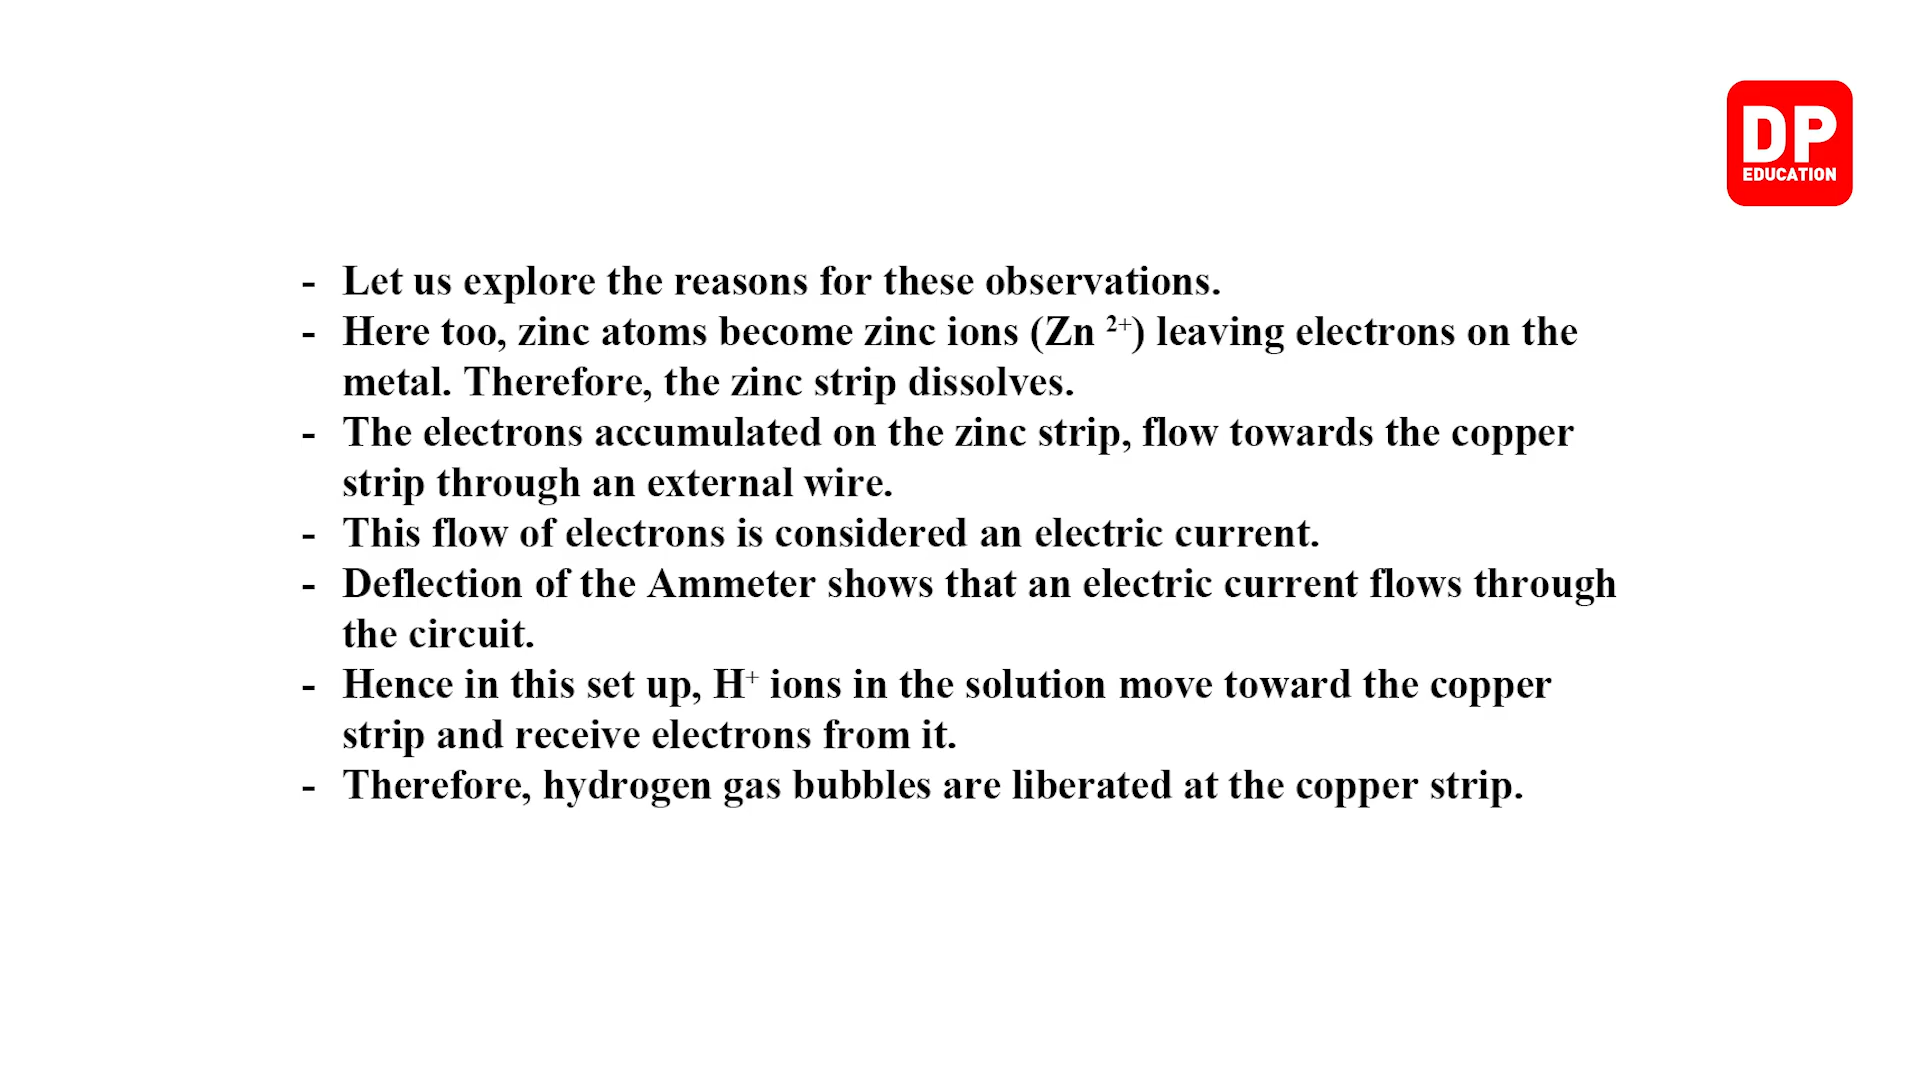 DP
EDUCATION
- Let us explore the reasons for these observations.
- Here too, zinc atoms become zinc ions (Zn ²⁺) leaving electrons on the
metal. Therefore, the zinc strip dissolves.
- The electrons accumulated on the zinc strip, flow towards the copper
strip through an external wire.
- This flow of electrons is considered an electric current.
- Deflection of the Ammeter shows that an electric current flows through
the circuit.
- Hence in this set up, H⁺ ions in the solution move toward the copper
strip and receive electrons from it.
- Therefore, hydrogen gas bubbles are liberated at the copper strip.